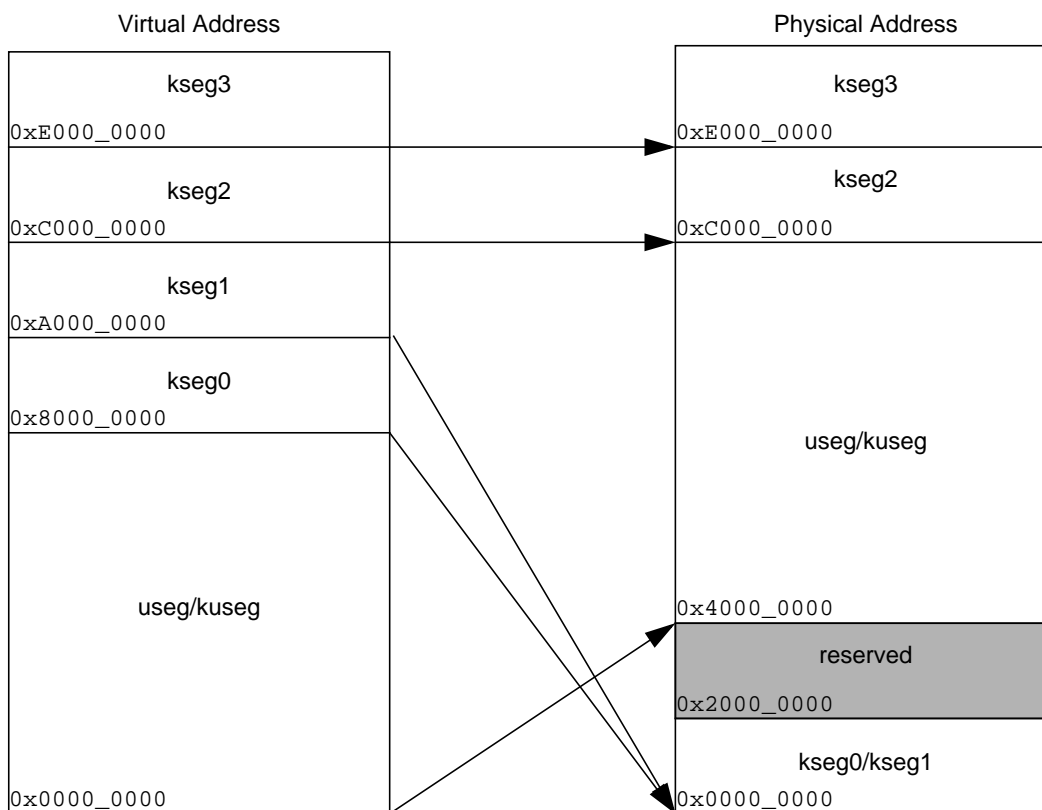 Virtual Address
kseg3
0xE000_0000
kseg2
0xC000_0000
kseg1
0xA000_0000
kseg0
0x8000_0000
useg/kuseg
0x0000_0000
Physical Address
kseg3
0xE000_0000
kseg2
0xC000_0000
useg/kuseg
0x4000_0000
reserved
0x2000_0000
kseg0/kseg1
0x0000_0000